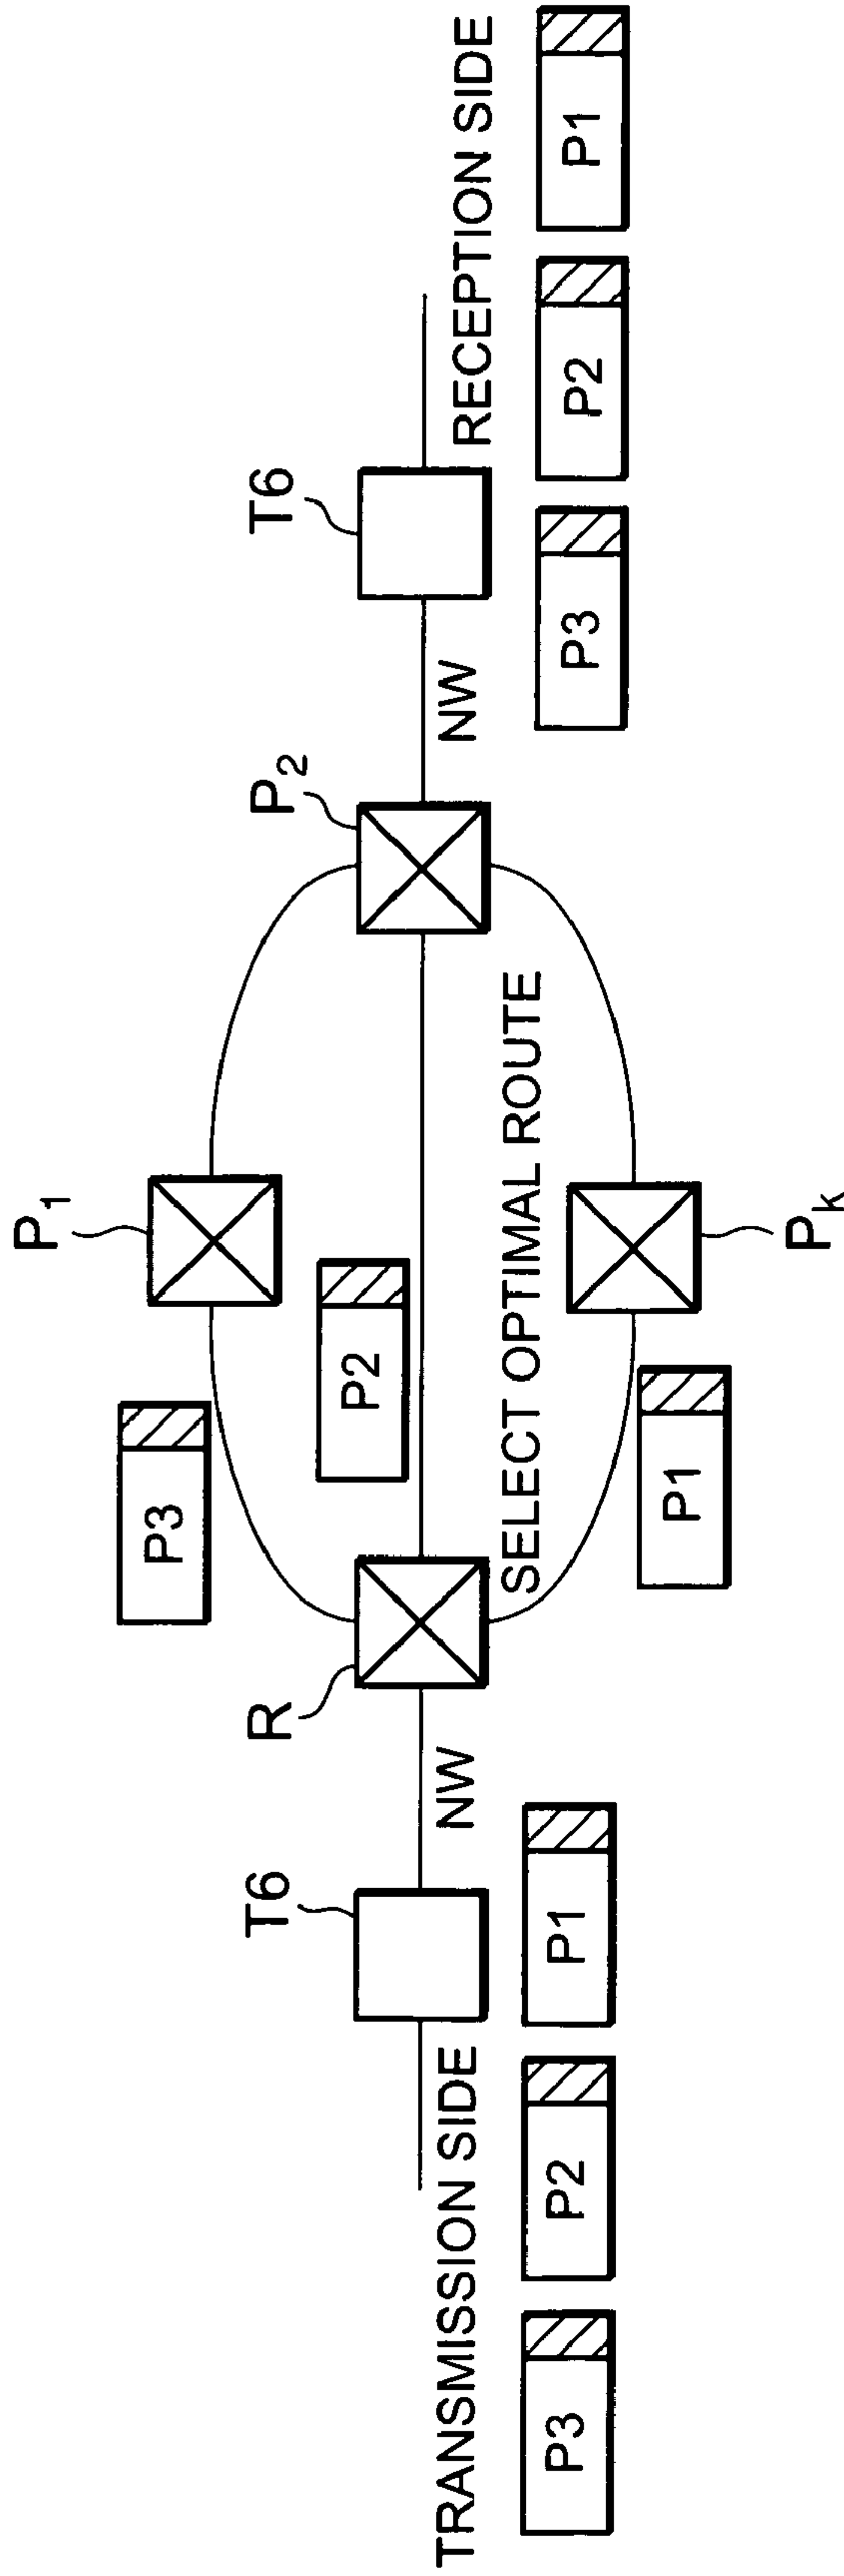 P1
P3
P2
T6
R
P2
T6
NW
NW
TRANSMISSION SIDE
SELECT OPTIMAL ROUTE
RECEPTION SIDE
P3
P2
P1
P3
P2
P1
P1
Pk